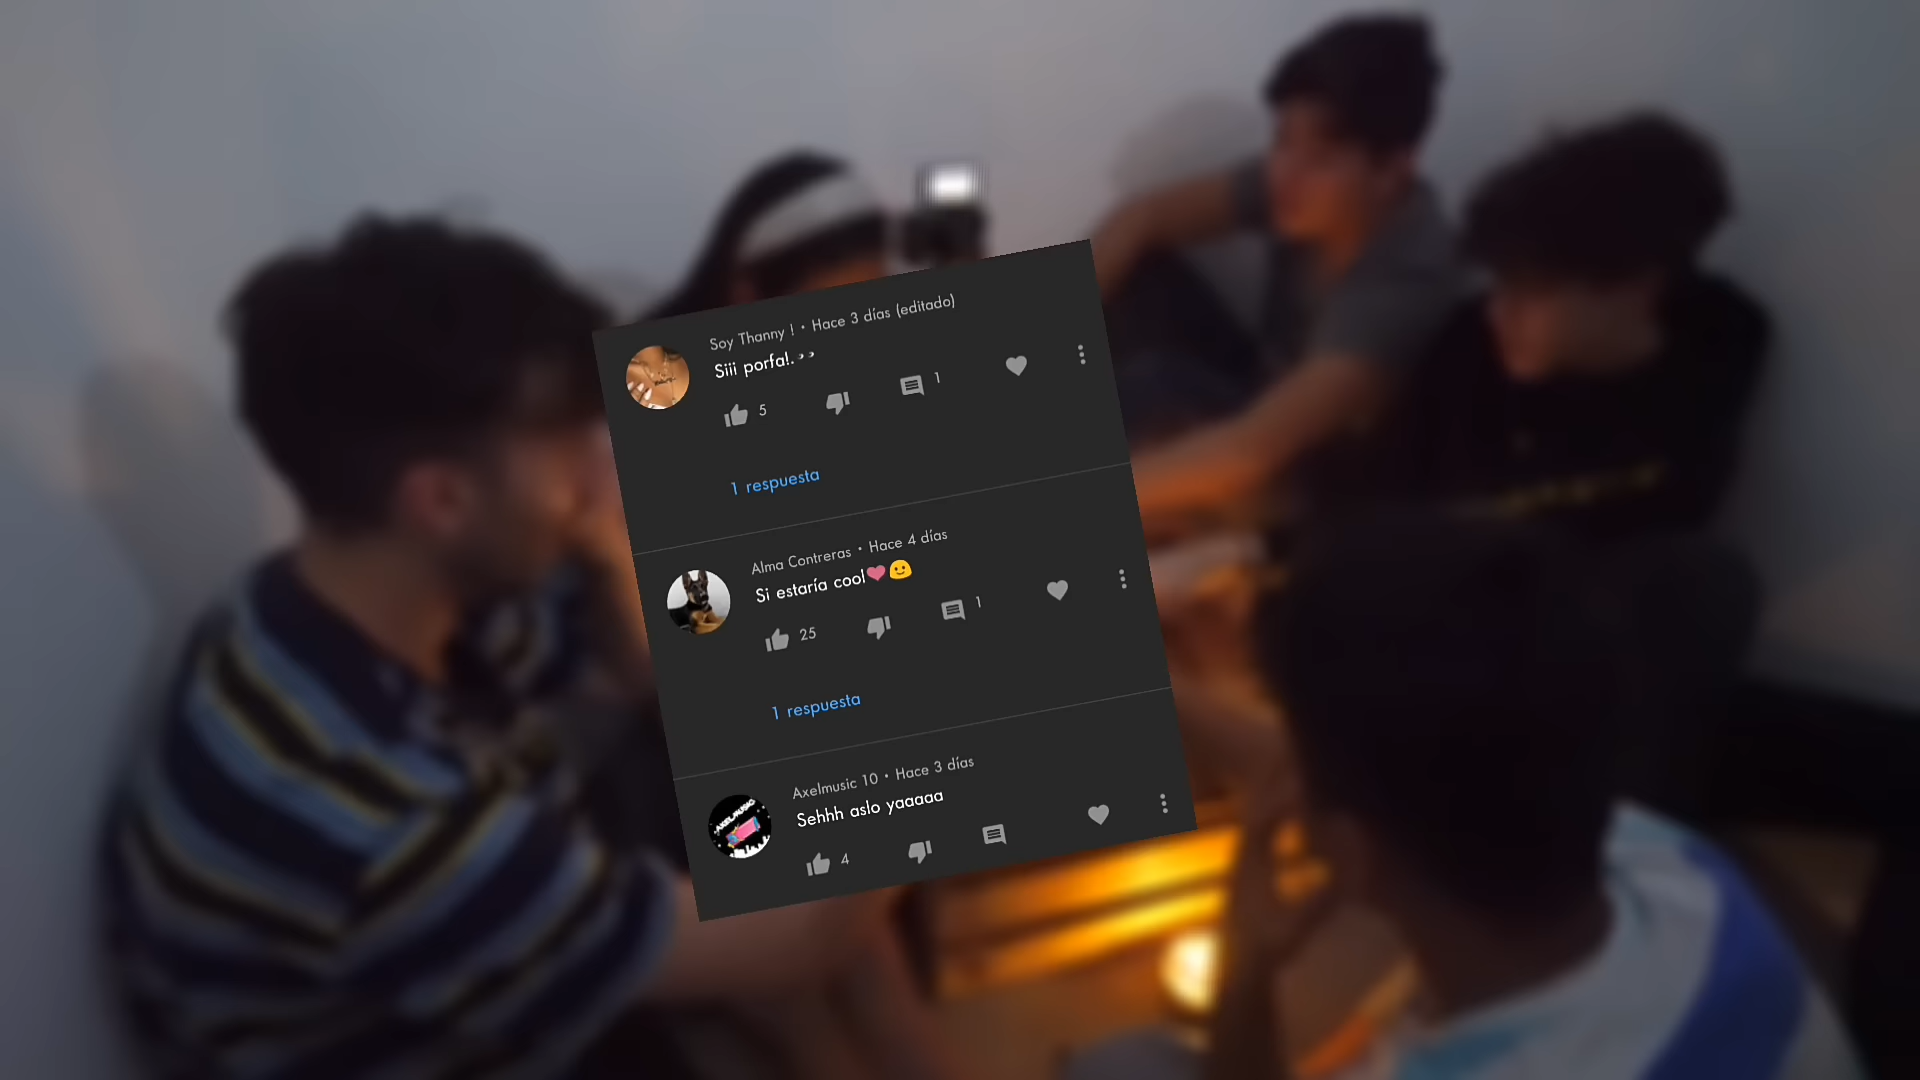 Soy Thanny ! • Hace 3 días (editado)
Siii porfa!. > >
5
1
1 respuesta
Alma Contreras • Hace 4 días
Si estaría cool❤️🙂
25
1
1 respuesta
Axelmusic 10 • Hace 3 días
Sehhh aslo yaaaaa
4